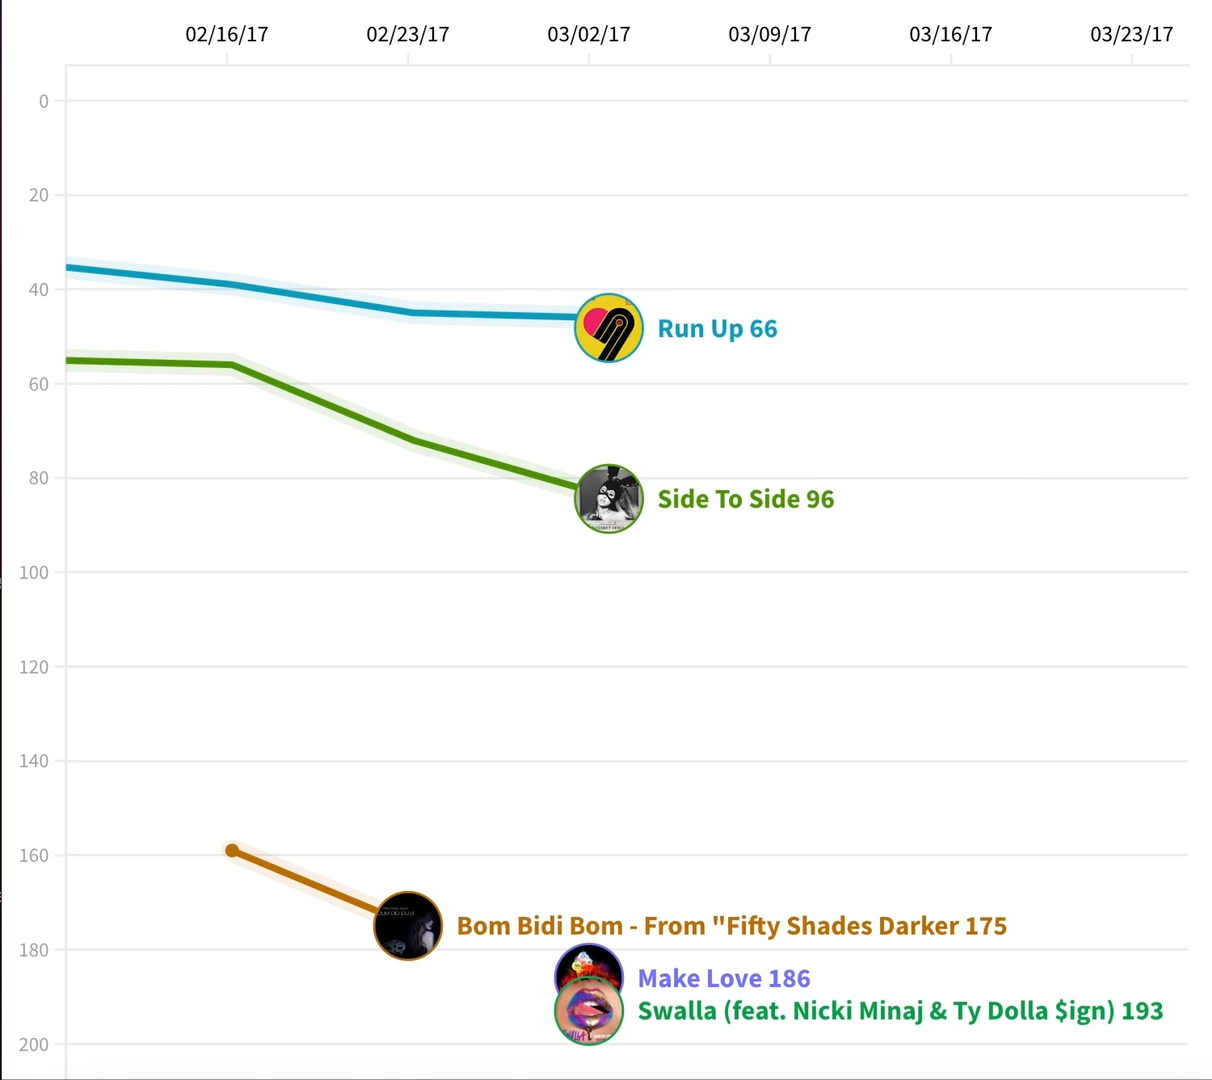 02/16/17 02/23/17 03/02/17 03/09/17 03/16/17 03/23/17
0
20
40
Run Up 66
60
80
Side To Side 96
100
120
140
160
Bom Bidi Bom - From "Fifty Shades Darker 175
180
Make Love 186
Swalla (feat. Nicki Minaj & Ty Dolla $ign) 193
200